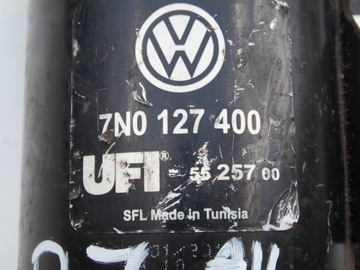 7N0 127 400
UFI® 55 257 00
SFL Made in Tunisia